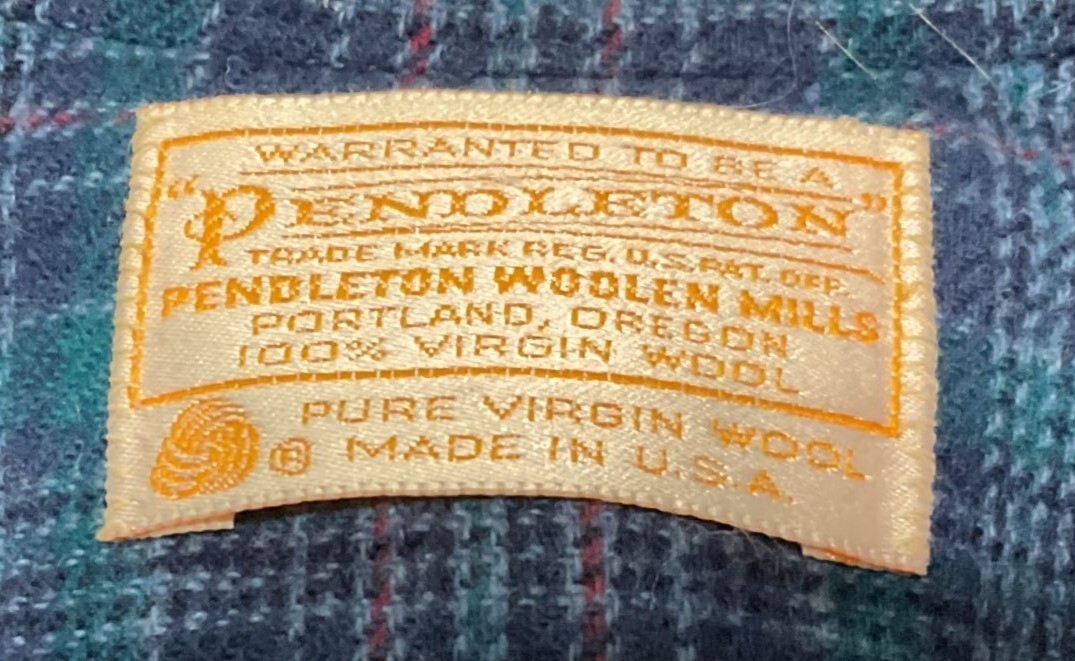 WARRANTED TO BE A
"PENDLETON"
TRADE MARK REG. U.S. PAT. OFF.
PENDLETON WOOLEN MILLS
PORTLAND, OREGON
100% VIRGIN WOOL
PURE VIRGIN WOOL
® MADE IN U.S.A.